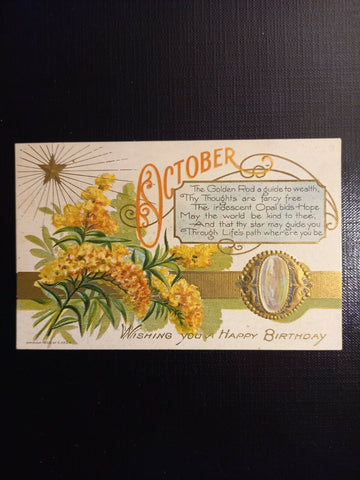 OCTOBER
The Golden Rod a guide to wealth,
Thy Thoughts are fancy free
The iridescent Opal bids Hope
May the world be kind to thee,
And that thy star may guide you
Through Life's path where'ere you be.
WISHING YOU A HAPPY BIRTHDAY